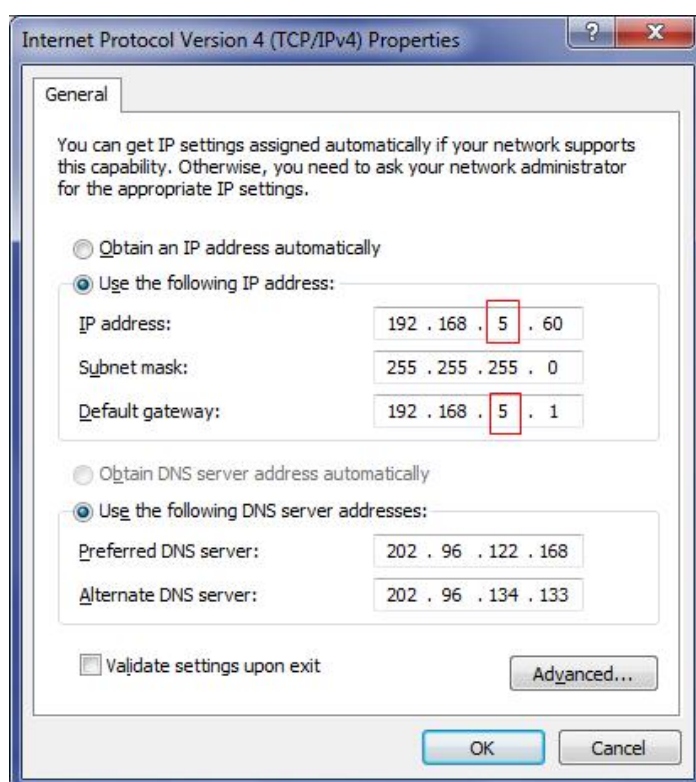 Internet Protocol Version 4 (TCP/IPv4) Properties
General
You can get IP settings assigned automatically if your network supports
this capability. Otherwise, you need to ask your network administrator
for the appropriate IP settings.
Obtain an IP address automatically
Use the following IP address:
IP address: 192 . 168 . 5 . 60
Subnet mask: 255 . 255 . 255 . 0
Default gateway: 192 . 168 . 5 . 1
Obtain DNS server address automatically
Use the following DNS server addresses:
Preferred DNS server: 202 . 96 . 122 . 168
Alternate DNS server: 202 . 96 . 134 . 133
Validate settings upon exit
Advanced...
OK Cancel